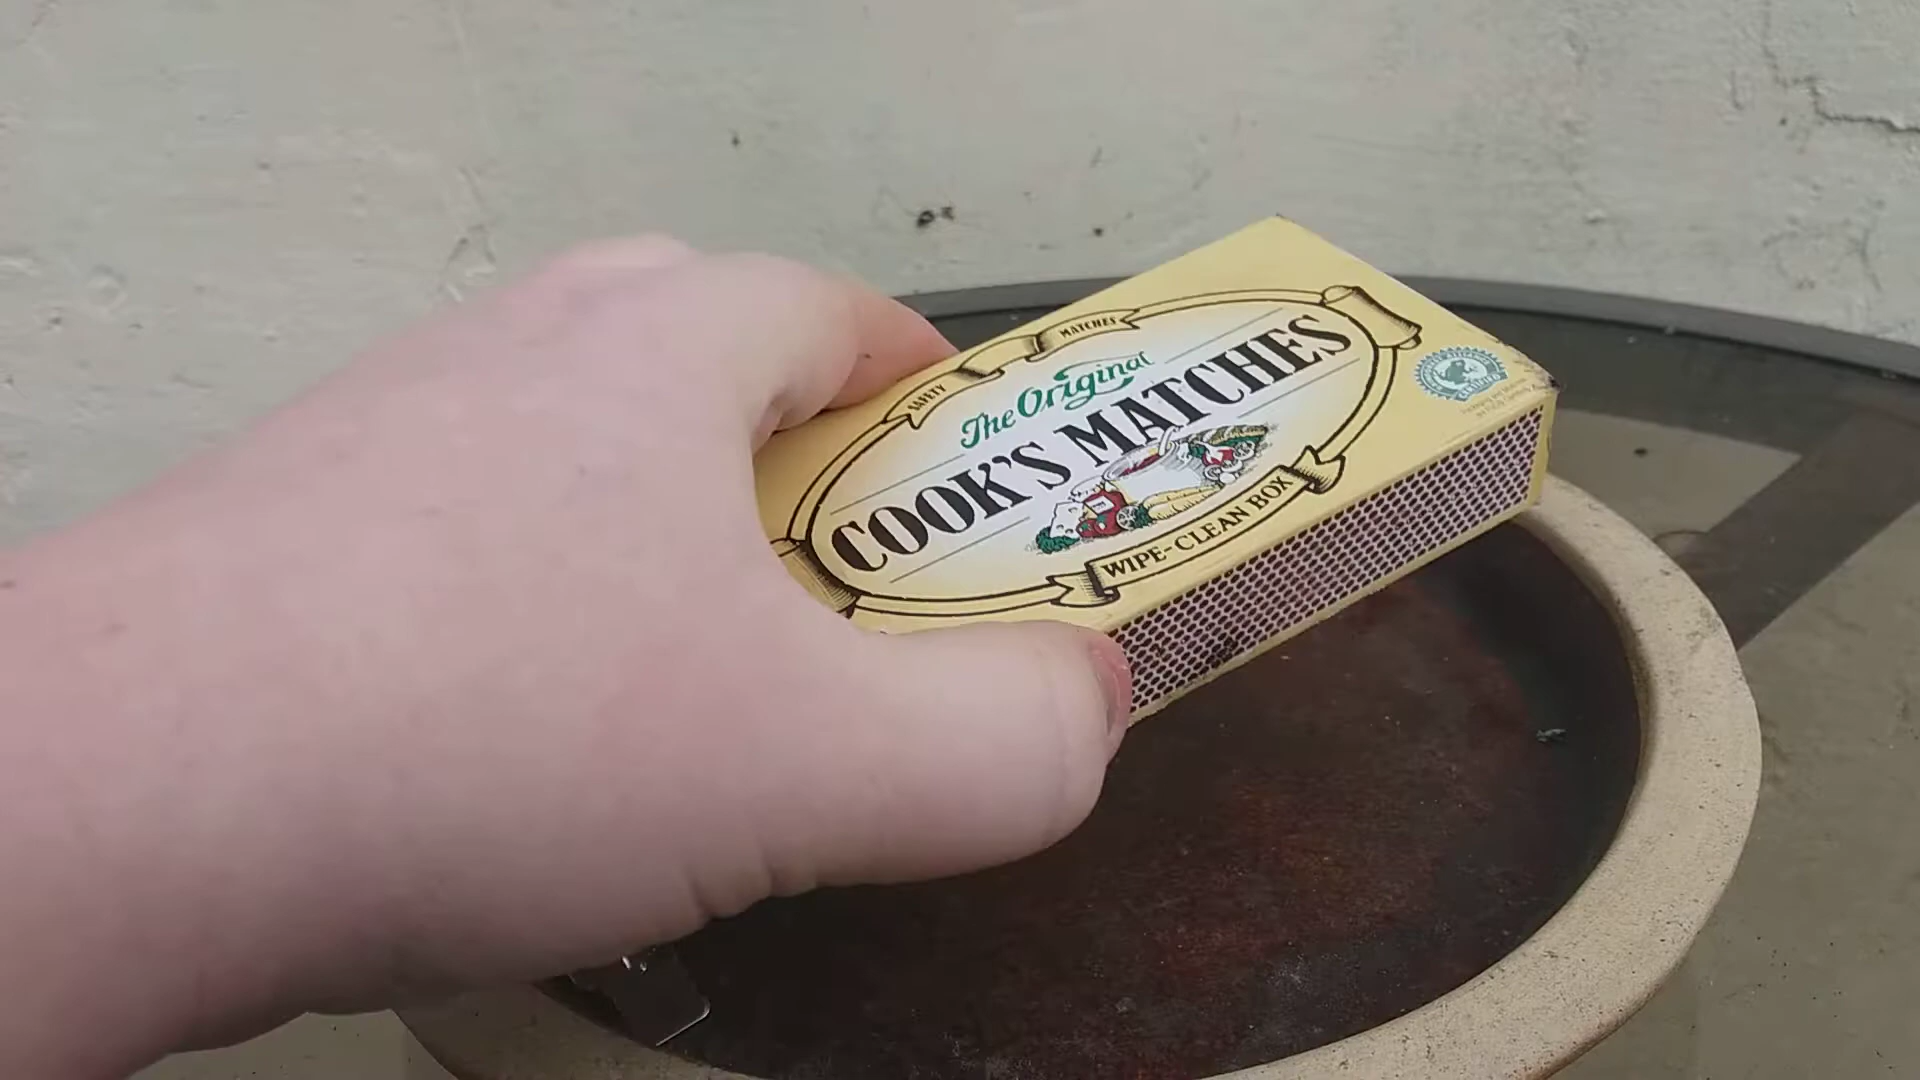 SAFETY MATCHES
The Original
COOK'S MATCHES
WIPE-CLEAN BOX